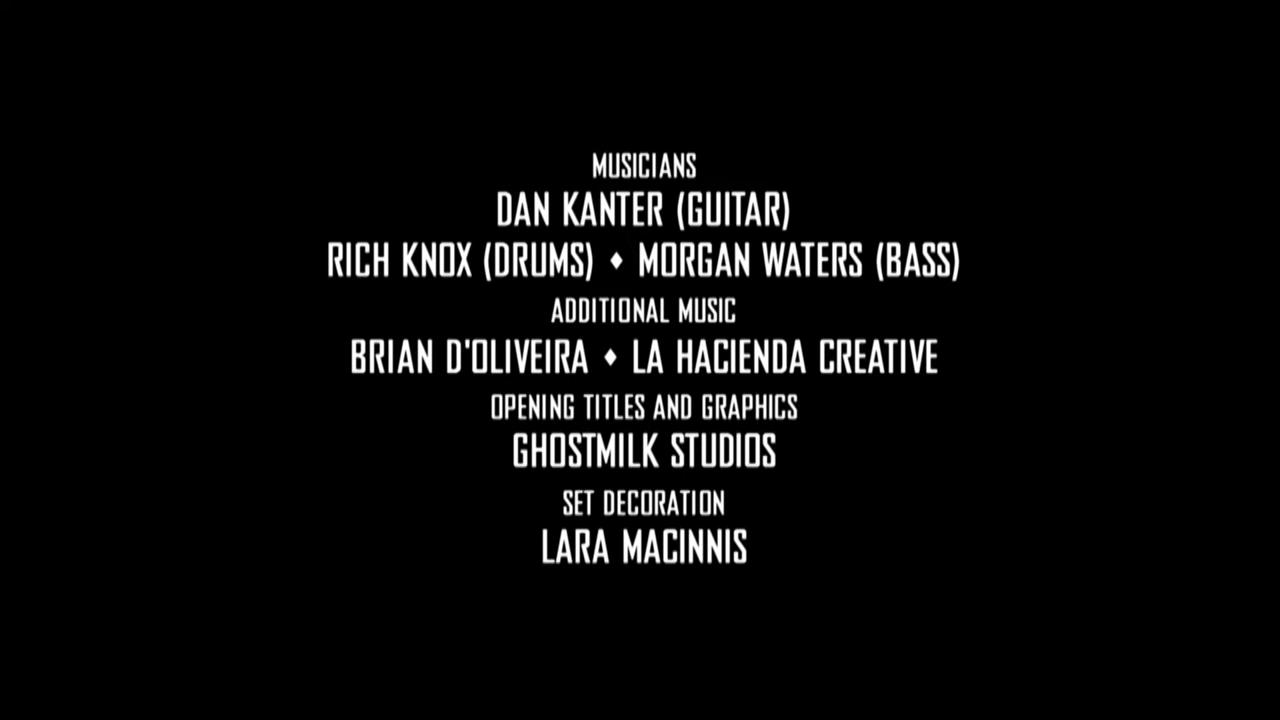 MUSICIANS
DAN KANTER (GUITAR)
RICH KNOX (DRUMS) ♦ MORGAN WATERS (BASS)
ADDITIONAL MUSIC
BRIAN D'OLIVEIRA ♦ LA HACIENDA CREATIVE
OPENING TITLES AND GRAPHICS
GHOSTMILK STUDIOS
SET DECORATION
LARA MACINNIS